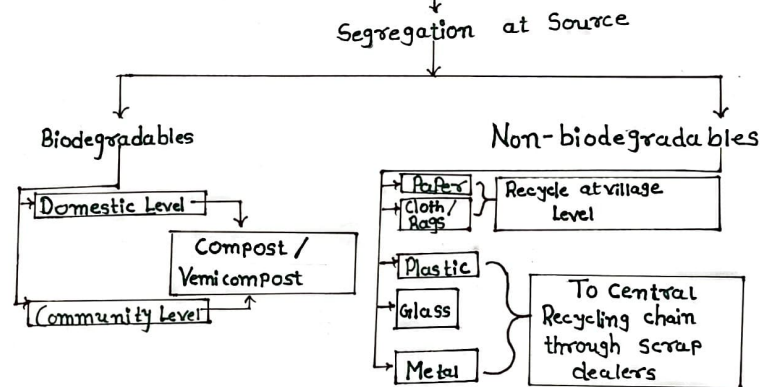 Segregation at Source
Biodegradables
Non-biodegradables
Domestic Level
Community Level
Compost /
Vemicompost
Paper
Cloth /
Rags
Recycle at village
Level
Plastic
Glass
Metal
To Central
Recycling chain
through scrap
dealers